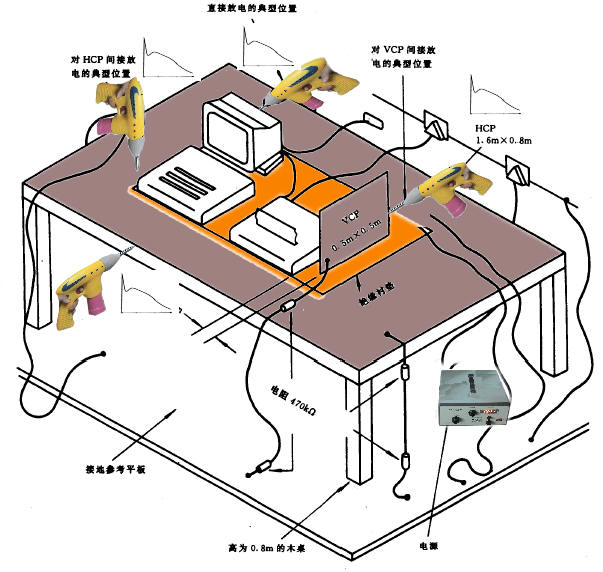 直接放电的典型位置
对 HCP 间接放
电的典型位置
对 VCP 间接放
电的典型位置
HCP
1.6m×0.8m
VCP
0.5m×0.5m
绝缘衬垫
电阻 470kΩ
接地参考平板
高为 0.8m 的木桌
电源